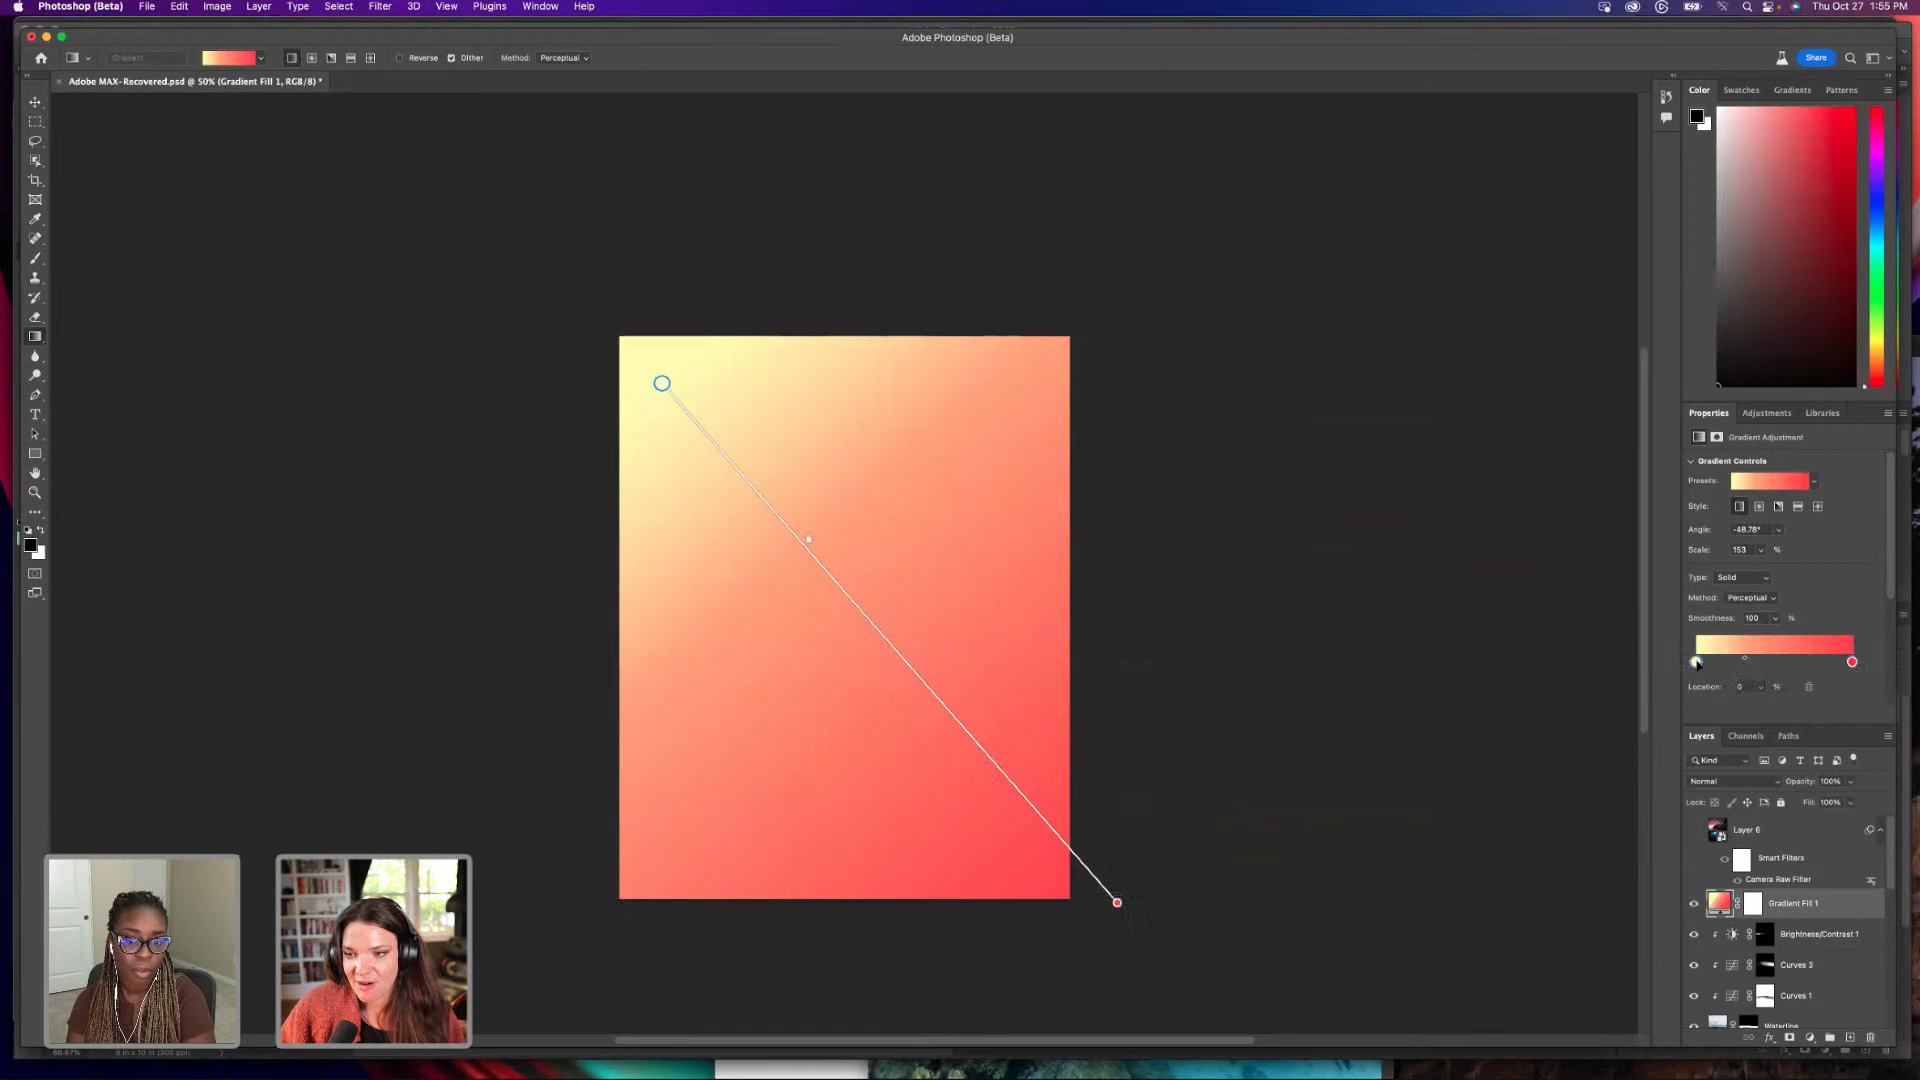 Photoshop (Beta) File Edit Image Layer Type Select Filter 3D View Plugins Window Help Thu Oct 27 1:55 PM
Adobe Photoshop (Beta)
Gradient Reverse Dither Method: Perceptual Share
Adobe MAX-Recovered.psd @ 50% (Gradient Fill 1, RGB/8) *
Color Swatches Gradients Patterns
Properties Adjustments Libraries
Gradient Adjustment
Gradient Controls
Presets:
Style:
Angle: -48.78°
Scale: 153 %
Type: Solid
Method: Perceptual
Smoothness: 100 %
Location: 0 %
Layers Channels Paths
Kind
Normal Opacity: 100%
Lock: Fill: 100%
Layer 6
Smart Filters
Camera Raw Filter
Gradient Fill 1
Brightness/Contrast 1
Curves 3
Curves 1
Waterline
66.67% 8 in x 10 in (300 ppi)